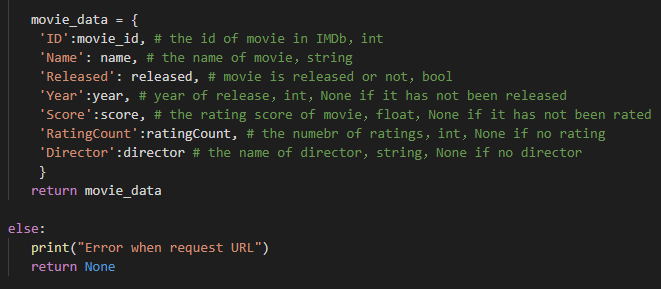 movie_data = {
'ID':movie_id, # the id of movie in IMDb，int
'Name': name, # the name of movie，string
'Released': released, # movie is released or not，bool
'Year':year, # year of release，int，None if it has not been released
'Score':score, # the rating score of movie，float，None if it has not been rated
'RatingCount':ratingCount, # the numebr of ratings，int，None if no rating
'Director':director # the name of director，string，None if no director
}
return movie_data
else:
print("Error when request URL")
return None